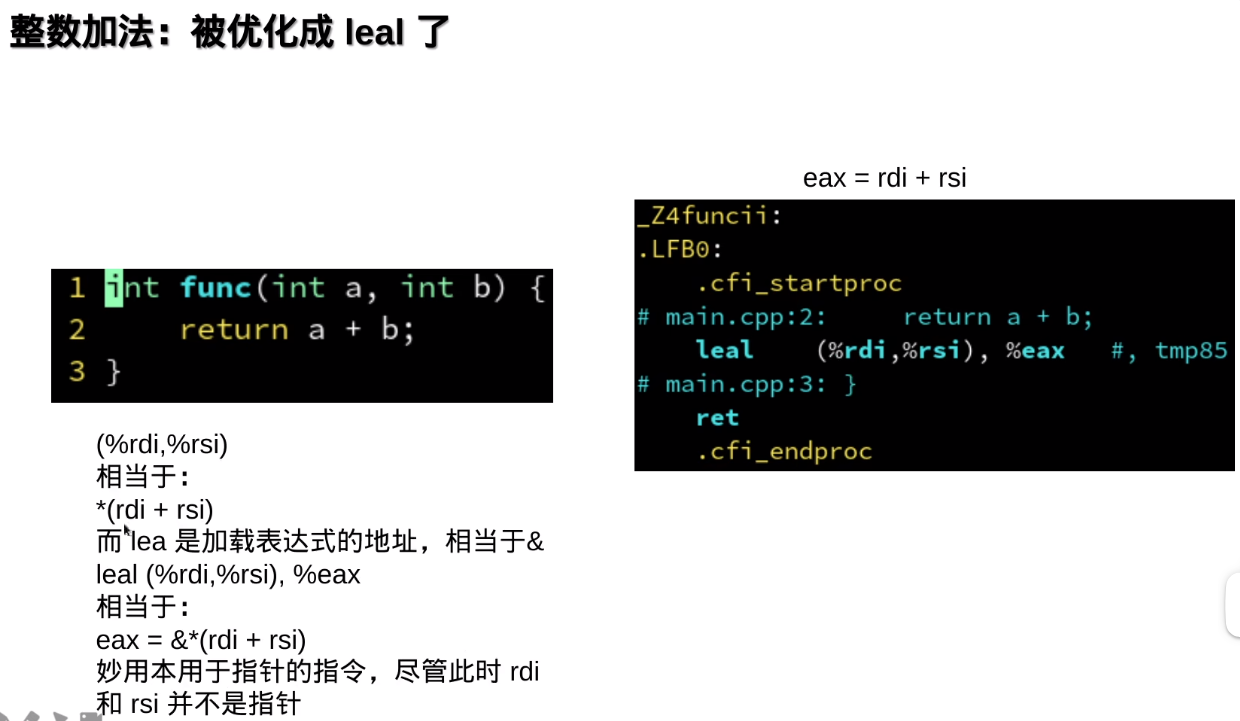 整数加法：被优化成 leal 了
eax = rdi + rsi
1 int func(int a, int b) {
2     return a + b;
3 }
_Z4funcii:
.LFB0:
    .cfi_startproc
# main.cpp:2:     return a + b;
    leal    (%rdi,%rsi), %eax   #, tmp85
# main.cpp:3: }
    ret
    .cfi_endproc
(%rdi,%rsi)
相当于：
*(rdi + rsi)
而 lea 是加载表达式的地址，相当于&
leal (%rdi,%rsi), %eax
相当于：
eax = &*(rdi + rsi)
妙用本用于指针的指令，尽管此时 rdi
和 rsi 并不是指针